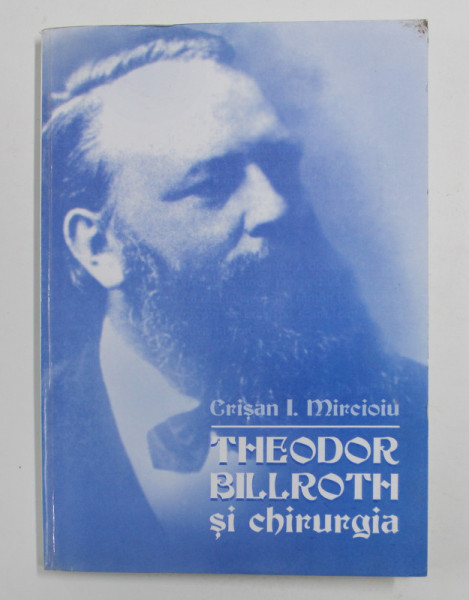 Crișan I. Mircioiu
THEODOR
BILLROTH
și chirurgia